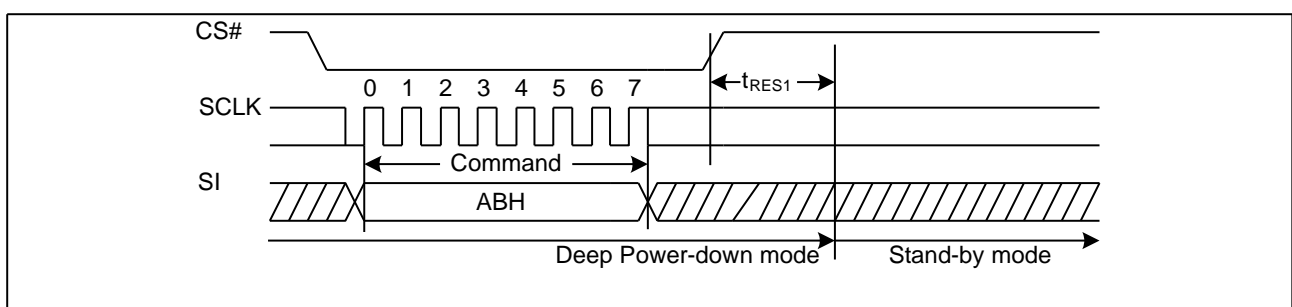 CS#
tRES1
0 1 2 3 4 5 6 7
SCLK
Command
SI
ABH
Deep Power-down mode Stand-by mode